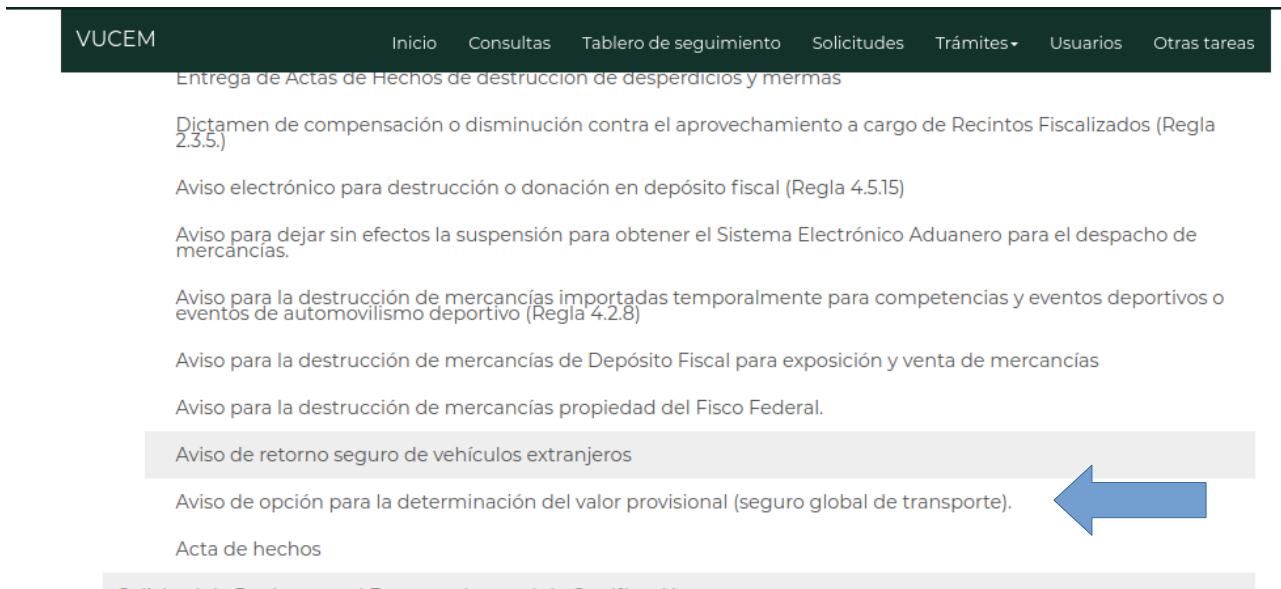 VUCEM
Inicio Consultas Tablero de seguimiento Solicitudes Trámites Usuarios Otras tareas
Entrega de Actas de Hechos de destrucción de desperdicios y mermas
Dictamen de compensación o disminución contra el aprovechamiento a cargo de Recintos Fiscalizados (Regla
2.3.5.)
Aviso electrónico para destrucción o donación en depósito fiscal (Regla 4.5.15)
Aviso para dejar sin efectos la suspensión para obtener el Sistema Electrónico Aduanero para el despacho de
mercancías.
Aviso para la destrucción de mercancías importadas temporalmente para competencias y eventos deportivos o
eventos de automovilismo deportivo (Regla 4.2.8)
Aviso para la destrucción de mercancías de Depósito Fiscal para exposición y venta de mercancías
Aviso para la destrucción de mercancías propiedad del Fisco Federal.
Aviso de retorno seguro de vehículos extranjeros
Aviso de opción para la determinación del valor provisional (seguro global de transporte).
Acta de hechos